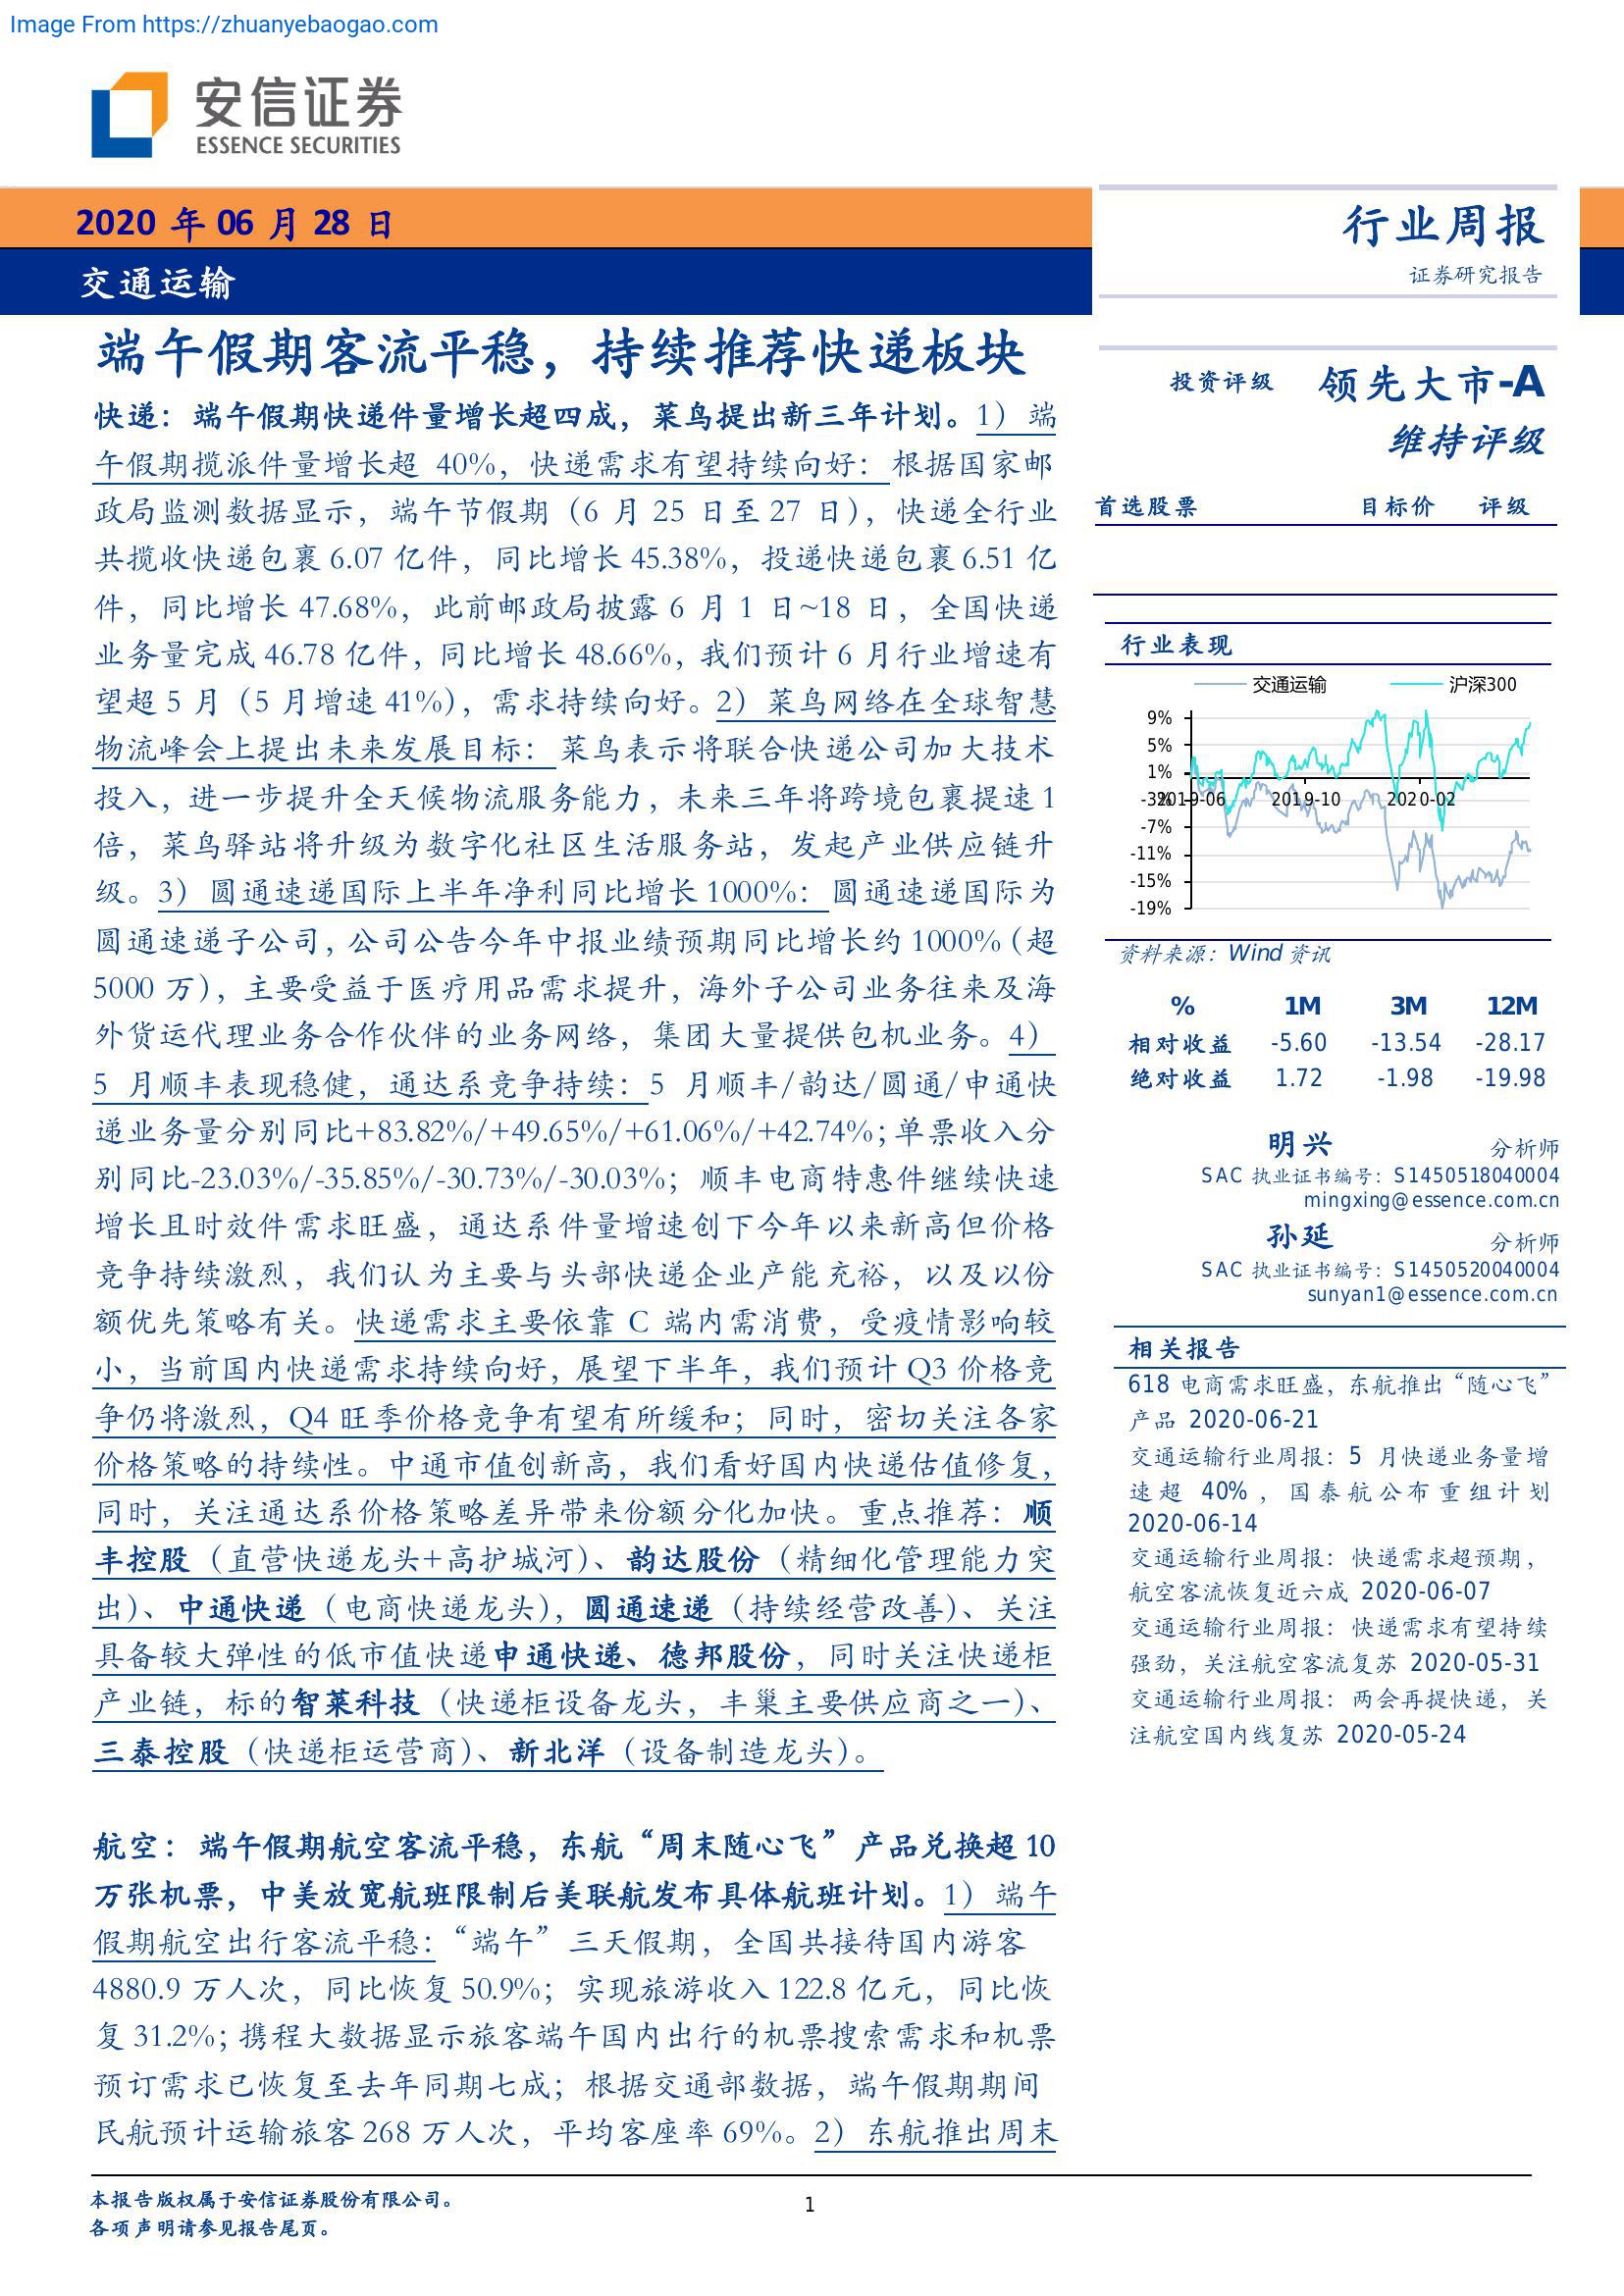 Image From https://zhuanyebaogao.com
安信证券
ESSENCE SECURITIES
2020 年 06 月 28 日
交通运输
行业周报
证券研究报告
端午假期客流平稳，持续推荐快递板块
快递：端午假期快递件量增长超四成，菜鸟提出新三年计划。1）端
午假期揽派件量增长超 40%，快递需求有望持续向好：根据国家邮
政局监测数据显示，端午节假期（6 月 25 日至 27 日），快递全行业
共揽收快递包裹 6.07 亿件，同比增长 45.38%，投递快递包裹 6.51 亿
件，同比增长 47.68%，此前邮政局披露 6 月 1 日~18 日，全国快递
业务量完成 46.78 亿件，同比增长 48.66%，我们预计 6 月行业增速有
望超 5 月（5 月增速 41%），需求持续向好。2）菜鸟网络在全球智慧
物流峰会上提出未来发展目标：菜鸟表示将联合快递公司加大技术
投入，进一步提升全天候物流服务能力，未来三年将跨境包裹提速 1
倍，菜鸟驿站将升级为数字化社区生活服务站，发起产业供应链升
级。3）圆通速递国际上半年净利同比增长 1000%：圆通速递国际为
圆通速递子公司，公司公告今年中报业绩预期同比增长约 1000%（超
5000 万），主要受益于医疗用品需求提升，海外子公司业务往来及海
外货运代理业务合作伙伴的业务网络，集团大量提供包机业务。4）
5 月顺丰表现稳健，通达系竞争持续：5 月顺丰/韵达/圆通/申通快
递业务量分别同比+83.82%/+49.65%/+61.06%/+42.74%；单票收入分
别同比-23.03%/-35.85%/-30.73%/-30.03%；顺丰电商特惠件继续快速
增长且时效件需求旺盛，通达系件量增速创下今年以来新高但价格
竞争持续激烈，我们认为主要与头部快递企业产能充裕，以及以份
额优先策略有关。快递需求主要依靠 C 端内需消费，受疫情影响较
小，当前国内快递需求持续向好，展望下半年，我们预计 Q3 价格竞
争仍将激烈，Q4 旺季价格竞争有望有所缓和；同时，密切关注各家
价格策略的持续性。中通市值创新高，我们看好国内快递估值修复，
同时，关注通达系价格策略差异带来份额分化加快。重点推荐：顺
丰控股（直营快递龙头+高护城河）、韵达股份（精细化管理能力突
出）、中通快递（电商快递龙头），圆通速递（持续经营改善）、关注
具备较大弹性的低市值快递申通快递、德邦股份，同时关注快递柜
产业链，标的智莱科技（快递柜设备龙头，丰巢主要供应商之一）、
三泰控股（快递柜运营商）、新北洋（设备制造龙头）。
航空：端午假期航空客流平稳，东航“周末随心飞”产品兑换超 10
万张机票，中美放宽航班限制后美联航发布具体航班计划。1）端午
假期航空出行客流平稳：“端午”三天假期，全国共接待国内游客
4880.9 万人次，同比恢复 50.9%；实现旅游收入 122.8 亿元，同比恢
复 31.2%；携程大数据显示旅客端午国内出行的机票搜索需求和机票
预订需求已恢复至去年同期七成；根据交通部数据，端午假期期间
民航预计运输旅客 268 万人次，平均客座率 69%。2）东航推出周末
投资评级 领先大市-A
维持评级
首选股票 目标价 评级
行业表现
交通运输 沪深300
9%
5%
1%
-3%
-7%
-11%
-15%
-19%
2019-06 2019-10 2020-02
资料来源：Wind 资讯
% 1M 3M 12M
相对收益 -5.60 -13.54 -28.17
绝对收益 1.72 -1.98 -19.98
明兴 分析师
SAC 执业证书编号：S1450518040004
mingxing@essence.com.cn
孙延 分析师
SAC 执业证书编号：S1450520040004
sunyan1@essence.com.cn
相关报告
618 电商需求旺盛，东航推出“随心飞”
产品 2020-06-21
交通运输行业周报：5 月快递业务量增
速超 40%，国泰航公布重组计划
2020-06-14
交通运输行业周报：快递需求超预期，
航空客流恢复近六成 2020-06-07
交通运输行业周报：快递需求有望持续
强劲，关注航空客流复苏 2020-05-31
交通运输行业周报：两会再提快递，关
注航空国内线复苏 2020-05-24
本报告版权属于安信证券股份有限公司。
各项声明请参见报告尾页。
1